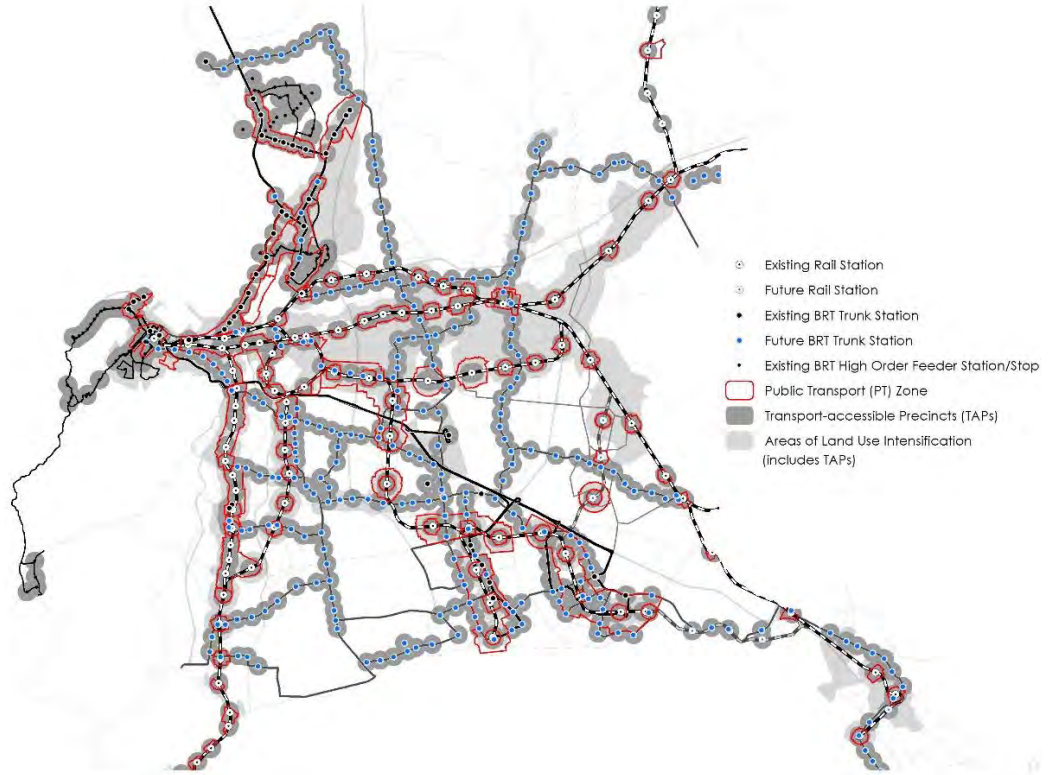 Existing Rail Station
Future Rail Station
Existing BRT Trunk Station
Future BRT Trunk Station
Existing BRT High Order Feeder Station/Stop
Public Transport (PT) Zone
Transport-accessible Precincts (TAPs)
Areas of Land Use Intensification
(includes TAPs)